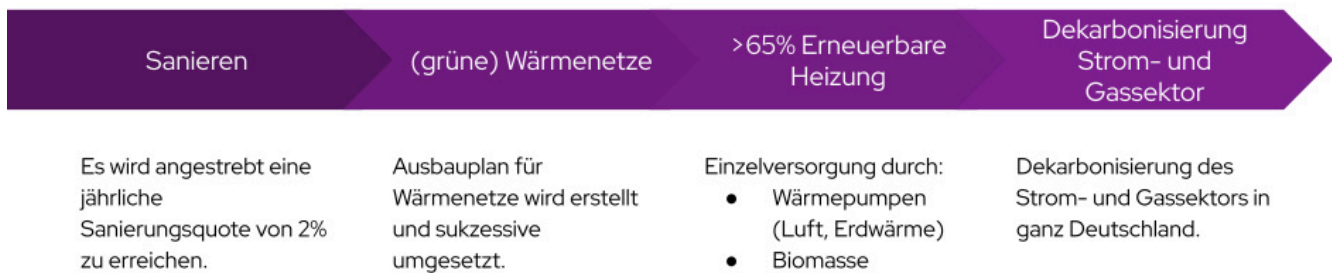 Sanieren
(grüne) Wärmenetze
>65% Erneuerbare
Heizung
Dekarbonisierung
Strom- und
Gassektor
Es wird angestrebt eine
jährliche
Sanierungsquote von 2%
zu erreichen.
Ausbauplan für
Wärmenetze wird erstellt
und sukzessive
umgesetzt.
Einzelversorgung durch:
● Wärmepumpen
(Luft, Erdwärme)
● Biomasse
Dekarbonisierung des
Strom- und Gassektors in
ganz Deutschland.